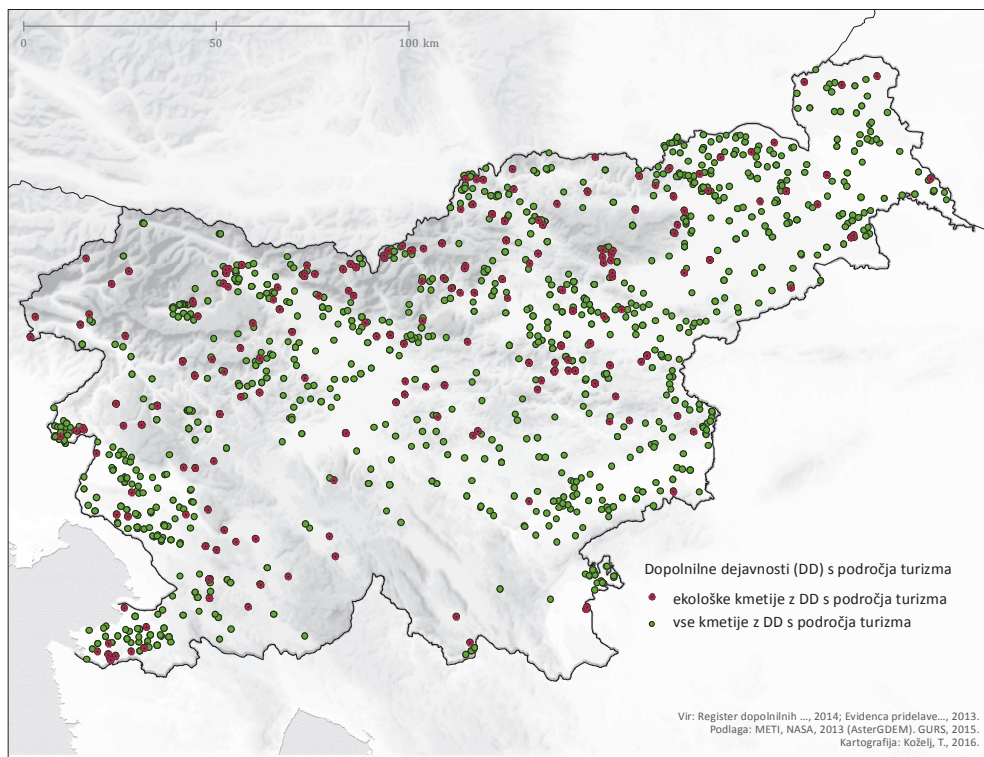 0 50 100 km
Dopolnilne dejavnosti (DD) s področja turizma
ekološke kmetije z DD s področja turizma
vse kmetije z DD s področja turizma
Vir: Register dopolnilnih ..., 2014; Evidenca pridelave..., 2013.
Podlaga: METI, NASA, 2013 (AsterGDEM). GURS, 2015.
Kartografija: Koželj, T., 2016.